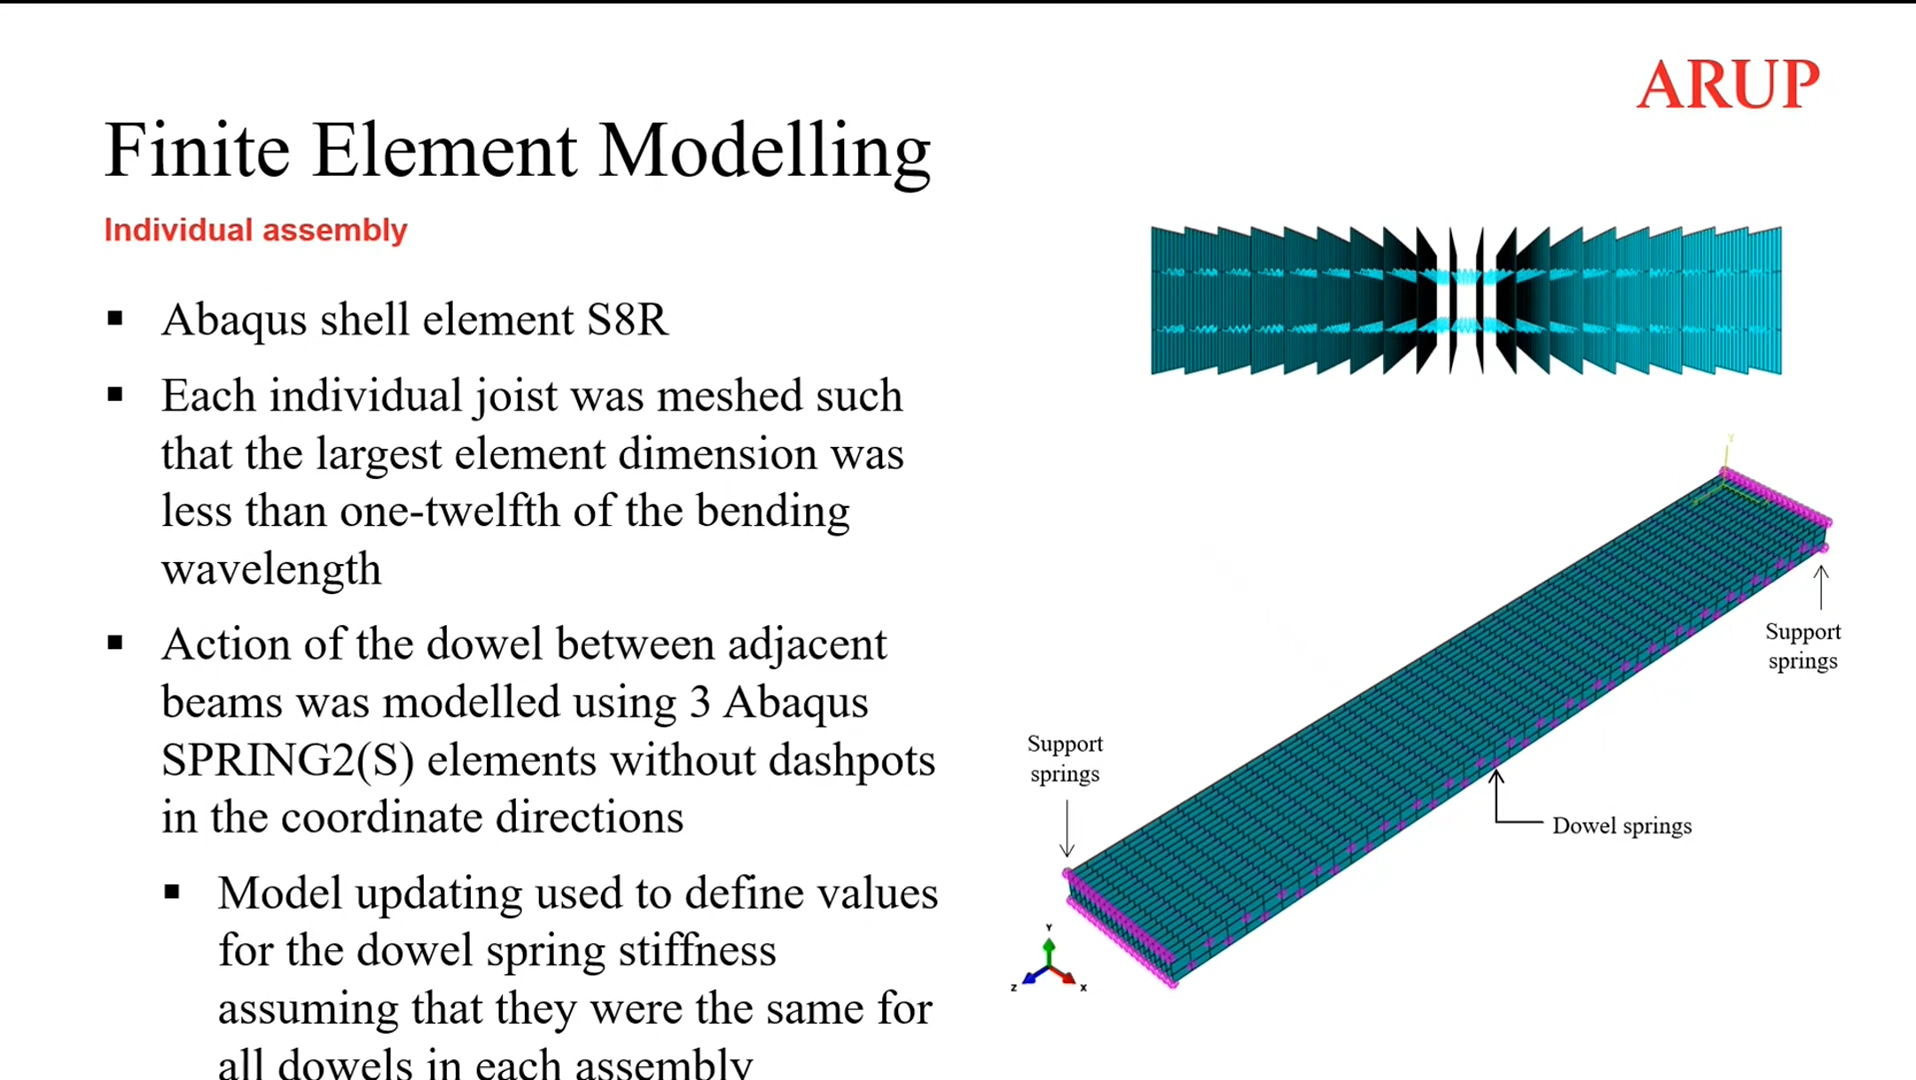 ARUP
Finite Element Modelling
Individual assembly
▪ Abaqus shell element S8R
▪ Each individual joist was meshed such
that the largest element dimension was
less than one-twelfth of the bending
wavelength
▪ Action of the dowel between adjacent
beams was modelled using 3 Abaqus
SPRING2(S) elements without dashpots
in the coordinate directions
▪ Model updating used to define values
for the dowel spring stiffness
assuming that they were the same for
all dowels in each assembly
Y
Support
springs
Support
springs
Dowel springs
Y
Z
X